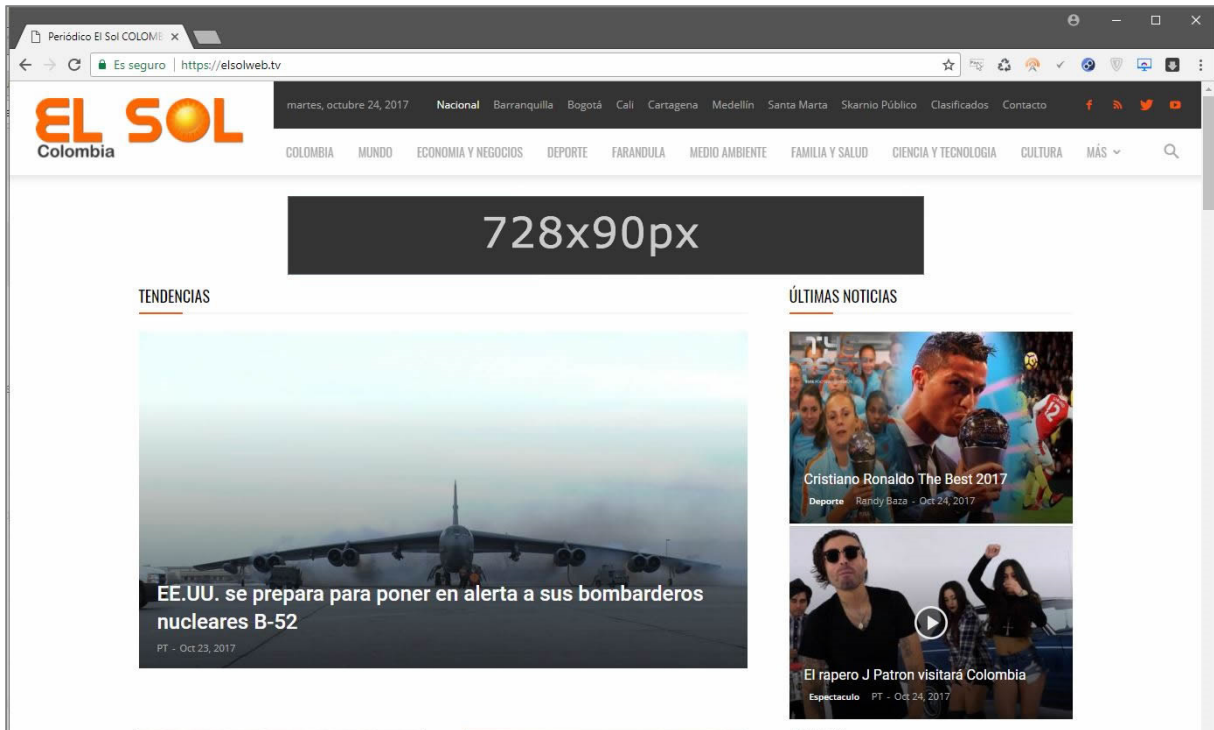 Periódico El Sol COLOMB
Es seguro | https://elsolweb.tv
EL SOL
Colombia
martes, octubre 24, 2017 Nacional Barranquilla Bogotá Cali Cartagena Medellín Santa Marta Skarnio Público Clasificados Contacto
COLOMBIA MUNDO ECONOMIA Y NEGOCIOS DEPORTE FARANDULA MEDIO AMBIENTE FAMILIA Y SALUD CIENCIA Y TECNOLOGIA CULTURA MÁS
728x90px
TENDENCIAS
EE.UU. se prepara para poner en alerta a sus bombarderos
nucleares B-52
PT - Oct 23, 2017
ÚLTIMAS NOTICIAS
12
Cristiano Ronaldo The Best 2017
Deporte Randy Baza - Oct 24, 2017
El rapero J Patron visitará Colombia
Espectaculo PT - Oct 24, 2017